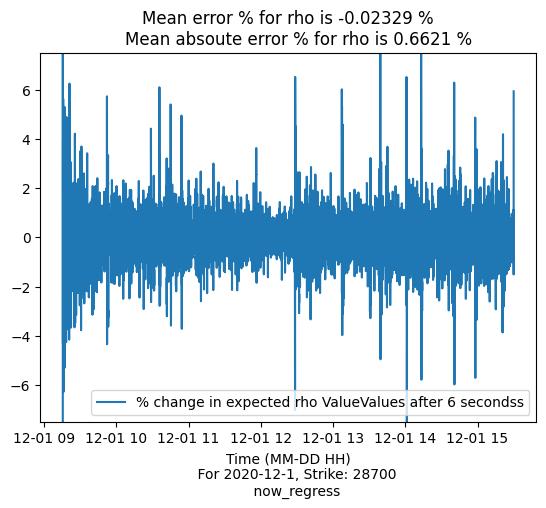 Mean error % for rho is -0.02329 %
Mean absoute error % for rho is 0.6621 %
6
4
2
0
−2
−4
−6
% change in expected rho ValueValues after 6 secondss
12-01 09 12-01 10 12-01 11 12-01 12 12-01 13 12-01 14 12-01 15
Time (MM-DD HH)
For 2020-12-1, Strike: 28700
now_regress